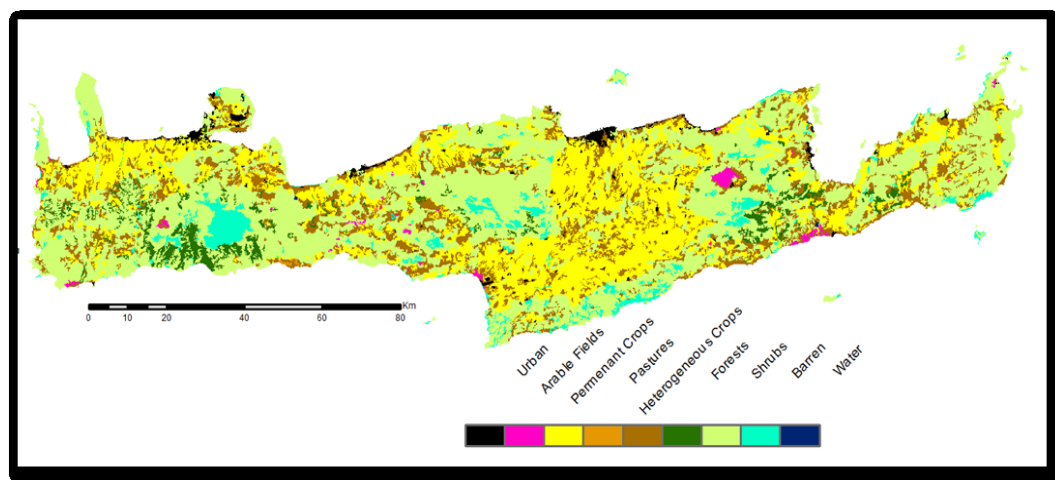 Km
0 10 20 40 60 80
Urban
Arable Fields
Permenant Crops
Pastures
Heterogeneous Crops
Forests
Shrubs
Barren
Water